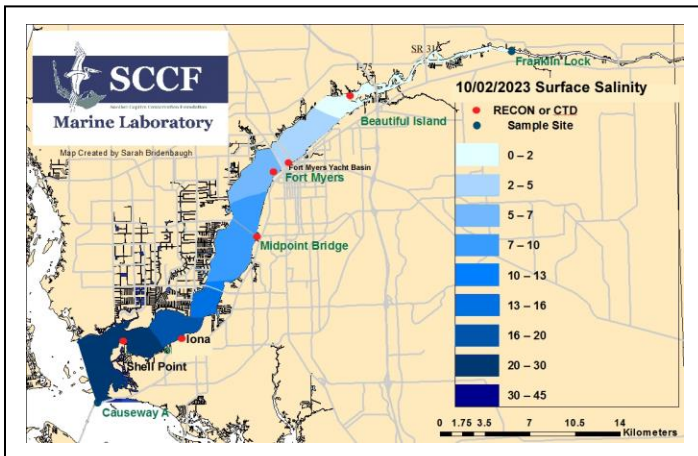 SCCF
Sanibel-Captiva Conservation Foundation
Marine Laboratory
Map Created by Sarah Bridenbaugh
I-75
SR 31
Franklin Lock
Beautiful Island
Fort Myers Yacht Basin
Fort Myers
Midpoint Bridge
Iona
Shell Point
Causeway A
10/02/2023 Surface Salinity
RECON or CTD
Sample Site
0 – 2
2 – 5
5 – 7
7 – 10
10 – 13
13 – 16
16 – 20
20 – 30
30 – 45
0 1.75 3.5 7 10.5 14
Kilometers